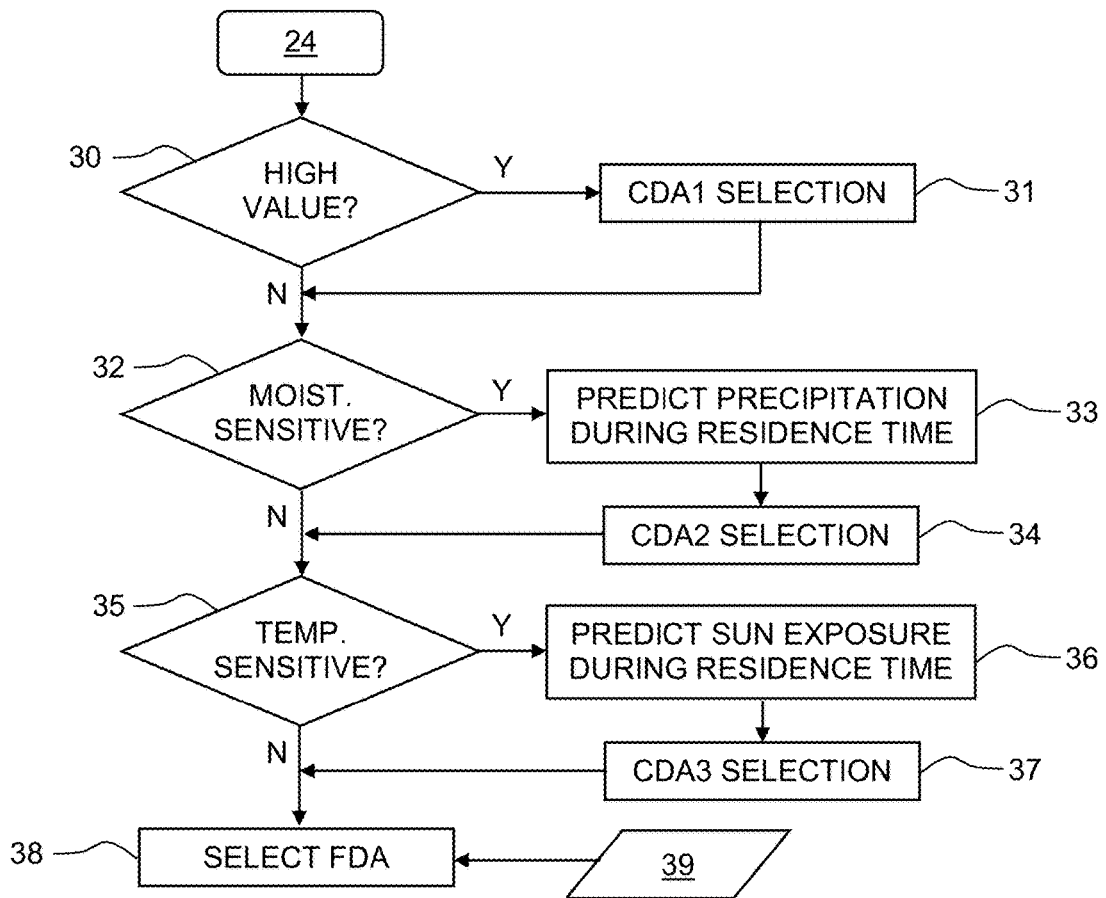 24
30
HIGH
VALUE?
Y
CDA1 SELECTION
31
N
32
MOIST.
SENSITIVE?
Y
PREDICT PRECIPITATION
DURING RESIDENCE TIME
33
N
CDA2 SELECTION
34
35
TEMP.
SENSITIVE?
Y
PREDICT SUN EXPOSURE
DURING RESIDENCE TIME
36
N
CDA3 SELECTION
37
38
SELECT FDA
39